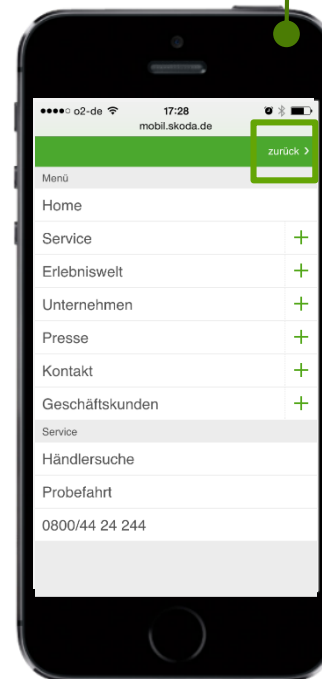 o2-de 17:28
mobil.skoda.de
zurück >
Menü
Home
Service +
Erlebniswelt +
Unternehmen +
Presse +
Kontakt +
Geschäftskunden +
Service
Händlersuche
Probefahrt
0800/44 24 244